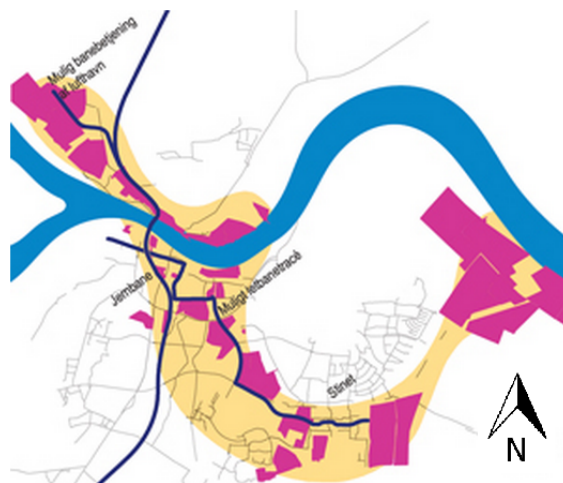 Mulig banebetjening
af lufthavn
Jernbane
Muligt letbanetracé
Stinet
N